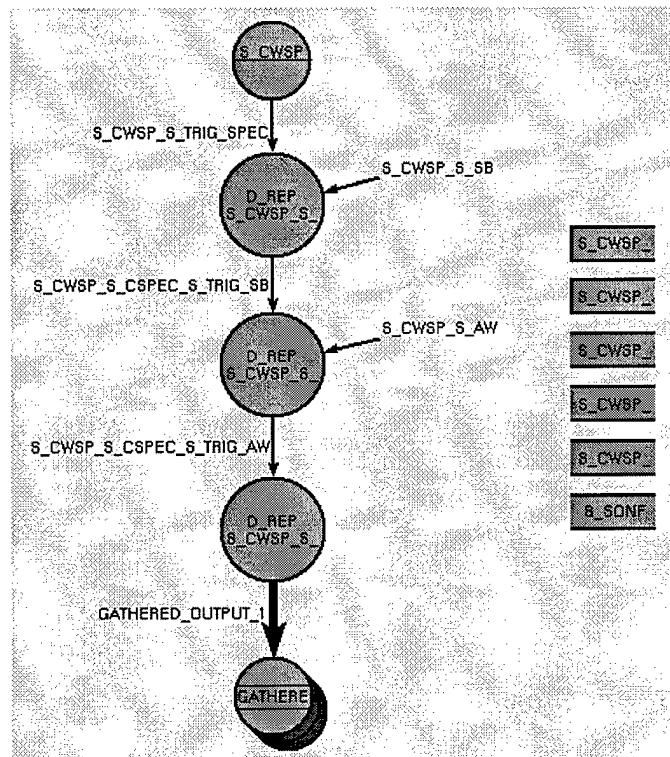 S_CWSP
S_CWSP_S_TRIG_SPEC
S_CWSP_S_SB
D_REP
S_CWSP_S_
S_CWSP_
S_CWSP_S_CSPEC_S_TRIG_SB
S_CWSP_
S_CWSP_S_AW
D_REP
S_CWSP_S_
S_CWSP_
S_CWSP_
S_CWSP_S_CSPEC_S_TRIG_AW
S_CWSP_
D_REP
S_CWSP_S_
S_SONF
GATHERED_OUTPUT_1
GATHERE